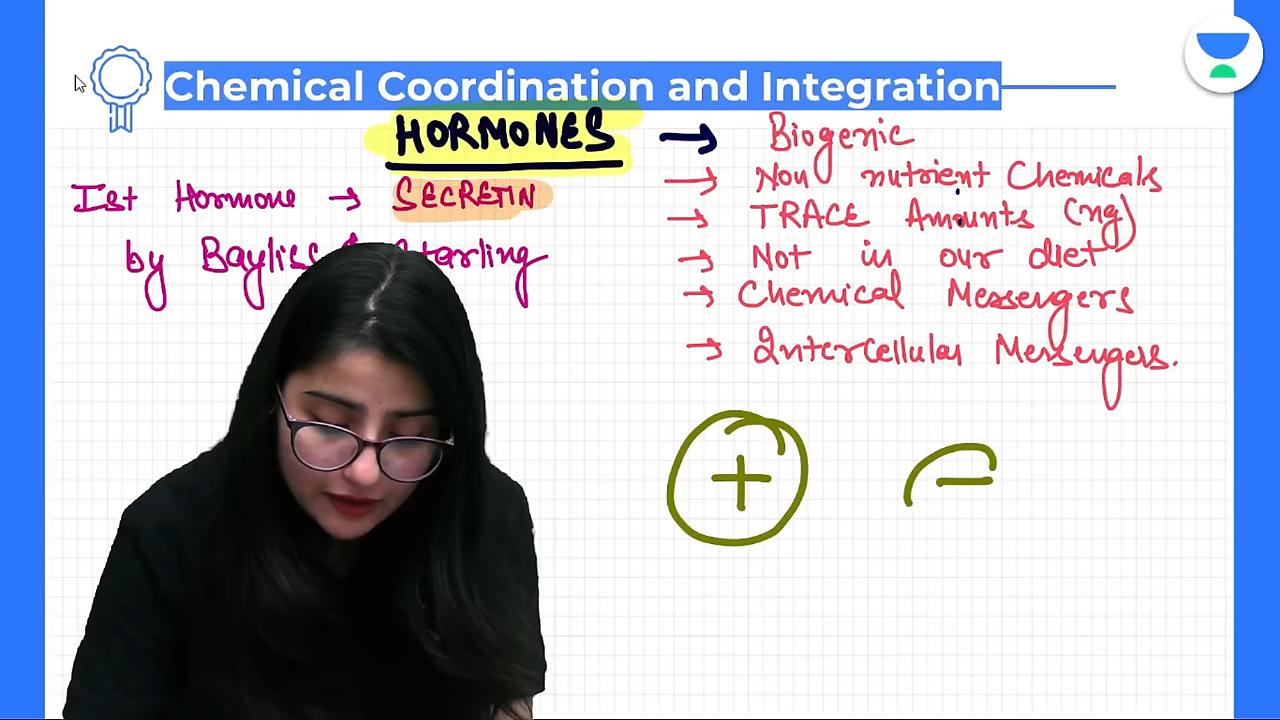 Chemical Coordination and Integration
HORMONES → Biogenic
Ist Hormone → SECRETIN
by Bayliss & Starling
→ Non nutrient Chemicals
→ TRACE Amounts (ng)
→ Not in our diet
→ Chemical Messengers
→ Intercellular Messengers.
+ −